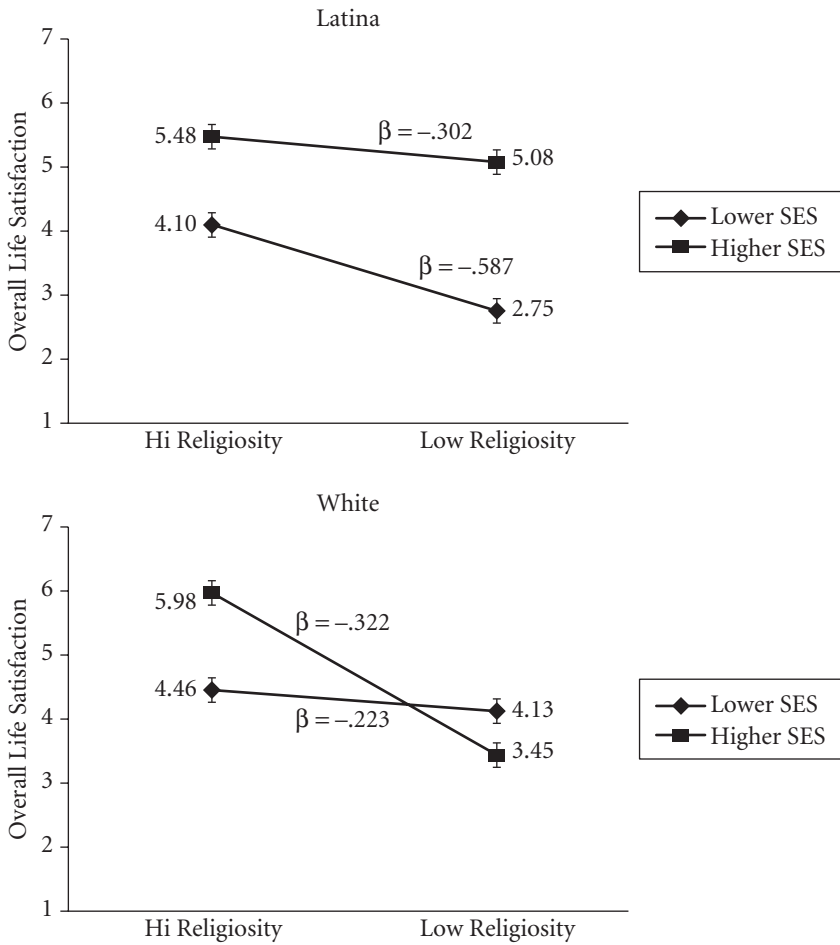 Latina
7
6
5
4
3
2
1
Overall Life Satisfaction
5.48
β = –.302
5.08
4.10
β = –.587
2.75
Hi Religiosity
Low Religiosity
Lower SES
Higher SES
White
7
6
5
4
3
2
1
Overall Life Satisfaction
5.98
β = –.322
4.46
β = –.223
4.13
3.45
Hi Religiosity
Low Religiosity
Lower SES
Higher SES